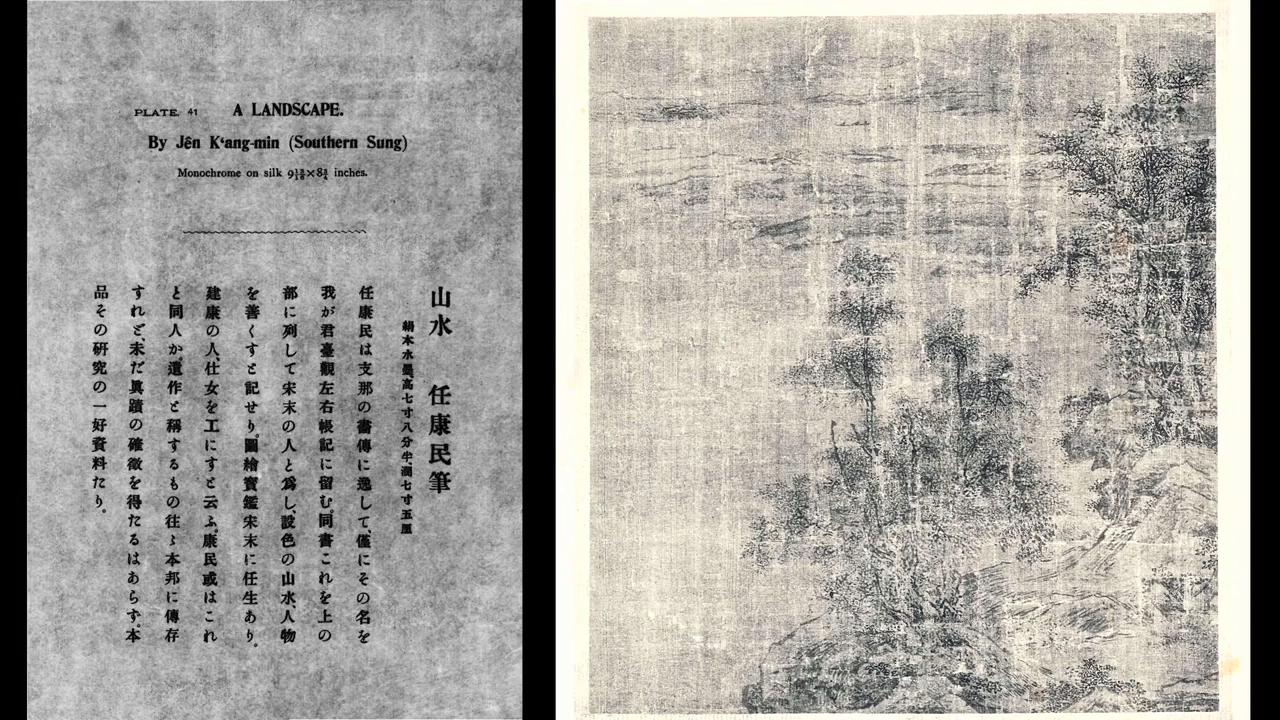 PLATE. 41 A LANDSCAPE.
By Jên K'ang-min (Southern Sung)
Monochrome on silk 9 13/16 × 8 3/4 inches.
山水 任康民筆
絹本水墨、高七寸八分半濶七寸五厘
任康民は支那の畵傳に逸して、僅にその名を
我が君臺觀左右帳記に留む、同書これを上の
部に列して宋末の人と爲し、設色の山水、人物
を善くすと記せり。圖繪寳鑑宋末に任生あり。
建康の人、仕女を工にすと云ふ。康民或はこれ
と同人か。遺作と稱するもの往〻本邦に傳存
すれど、未だ眞蹟の確徵を得たるはあらず。本
品その硏究の一好資料たり。